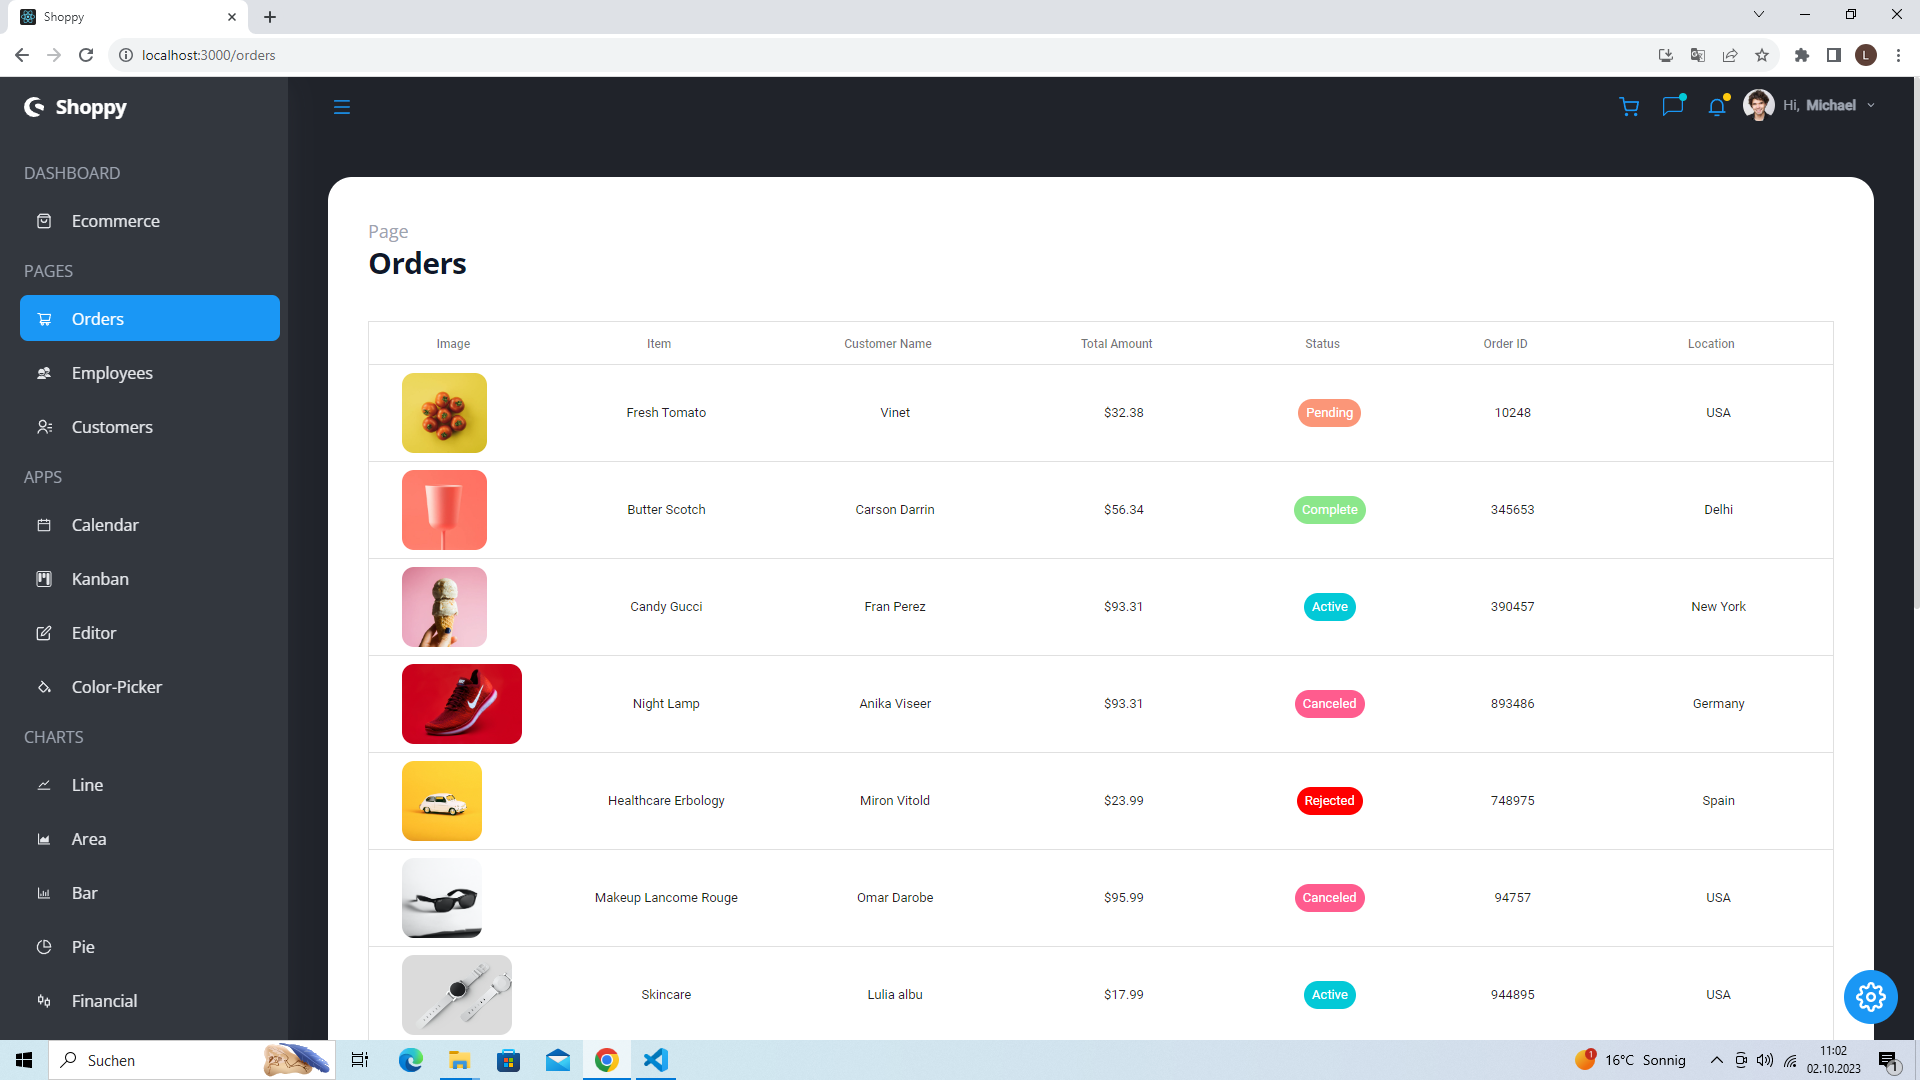 Shoppy
localhost:3000/orders
L
Shoppy
Hi, Michael
DASHBOARD
Ecommerce
PAGES
Orders
Employees
Customers
APPS
Calendar
Kanban
Editor
Color-Picker
CHARTS
Line
Area
Bar
Pie
Financial
Page
Orders
Image Item Customer Name Total Amount Status Order ID Location
Fresh Tomato Vinet $32.38 Pending 10248 USA
Butter Scotch Carson Darrin $56.34 Complete 345653 Delhi
Candy Gucci Fran Perez $93.31 Active 390457 New York
Night Lamp Anika Viseer $93.31 Canceled 893486 Germany
Healthcare Erbology Miron Vitold $23.99 Rejected 748975 Spain
Makeup Lancome Rouge Omar Darobe $95.99 Canceled 94757 USA
Skincare Lulia albu $17.99 Active 944895 USA
Suchen
1
16°C Sonnig
11:02
02.10.2023
1